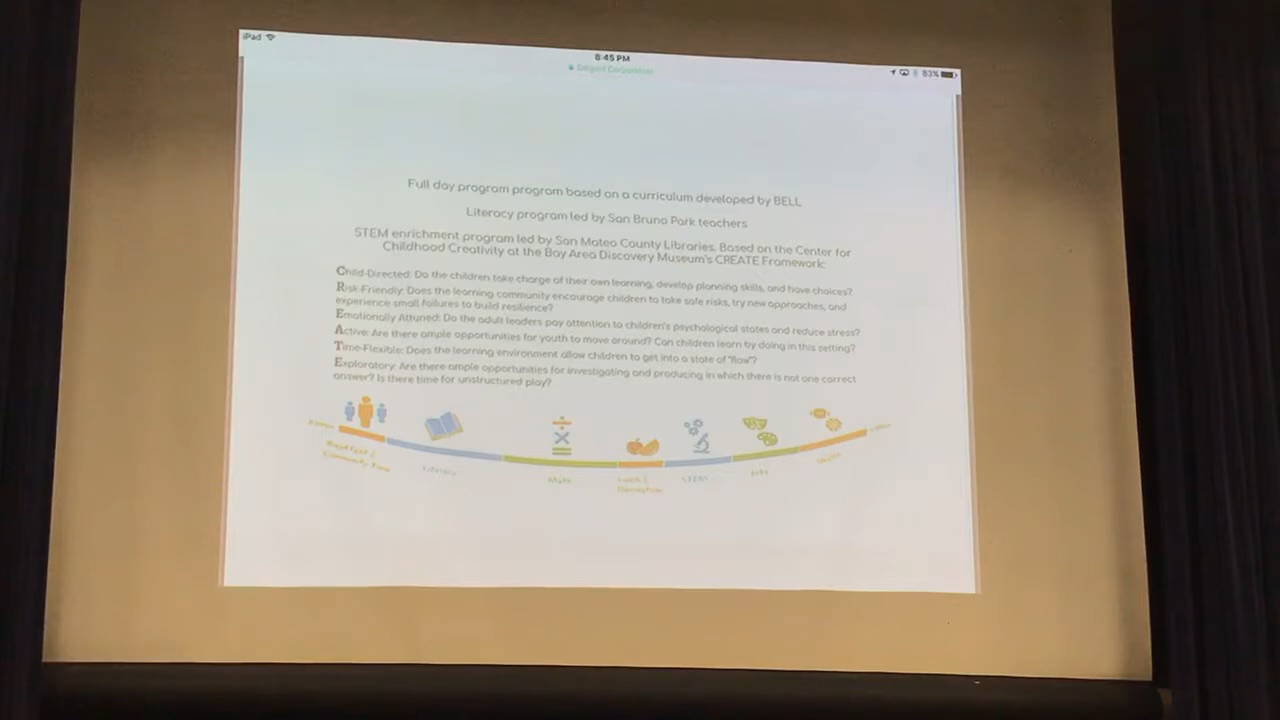 iPad
8:45 PM
83%
Full day program program based on a curriculum developed by BELL
Literacy program led by San Bruno Park teachers
STEM enrichment program led by San Mateo County Libraries. Based on the Center for
Childhood Creativity at the Bay Area Discovery Museum's CREATE Framework:
Child-Directed: Do the children take charge of their own learning, develop planning skills, and have choices?
Risk-Friendly: Does the learning community encourage children to take safe risks, try new approaches, and
experience small failures to build resilience?
Emotionally Attuned: Do the adult leaders pay attention to children's psychological states and reduce stress?
Active: Are there ample opportunities for youth to move around? Can children learn by doing in this setting?
Time-Flexible: Does the learning environment allow children to get into a state of "flow"?
Exploratory: Are there ample opportunities for investigating and producing in which there is not one correct
answer? Is there time for unstructured play?
Community Time
Literacy
Math
STEM
Arts